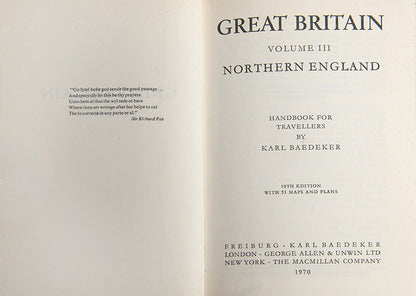 "Go lytel boke god sende the good passage . . .
And specyally let this be thy prayere
Unto hem al that the wyl rede or here
Where thou art wronge after her helpe to cal
The to correcte in any parte or al."
Sir Richard Ros
GREAT BRITAIN
VOLUME III
NORTHERN ENGLAND
HANDBOOK FOR
TRAVELLERS
BY
KARL BAEDEKER
10TH EDITION
WITH 51 MAPS AND PLANS
FREIBURG · KARL BAEDEKER
LONDON · GEORGE ALLEN & UNWIN LTD
NEW YORK · THE MACMILLAN COMPANY
1970